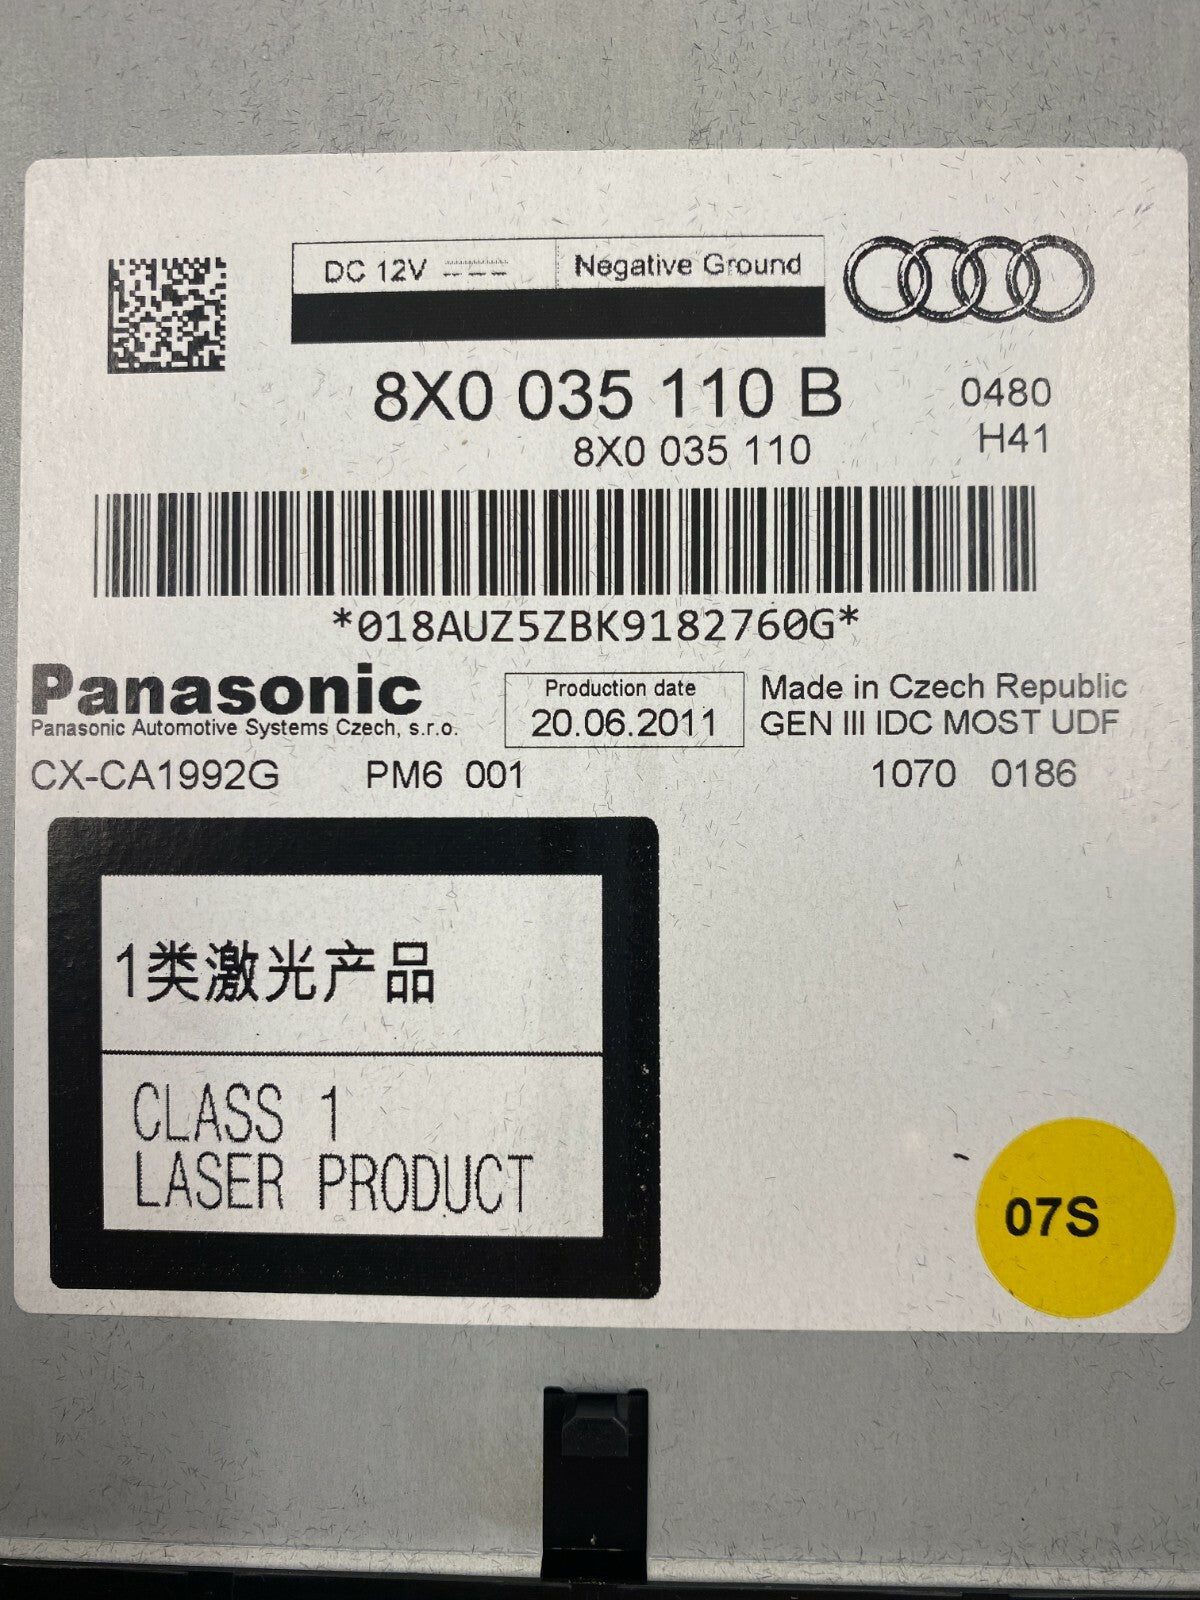 DC 12V Negative Ground
8X0 035 110 B 0480
8X0 035 110 H41
*018AUZ5ZBK9182760G*
Panasonic
Panasonic Automotive Systems Czech, s.r.o.
Production date
20.06.2011
Made in Czech Republic
GEN III IDC MOST UDF
CX-CA1992G PM6 001 1070 0186
1类激光产品
CLASS 1
LASER PRODUCT
07S